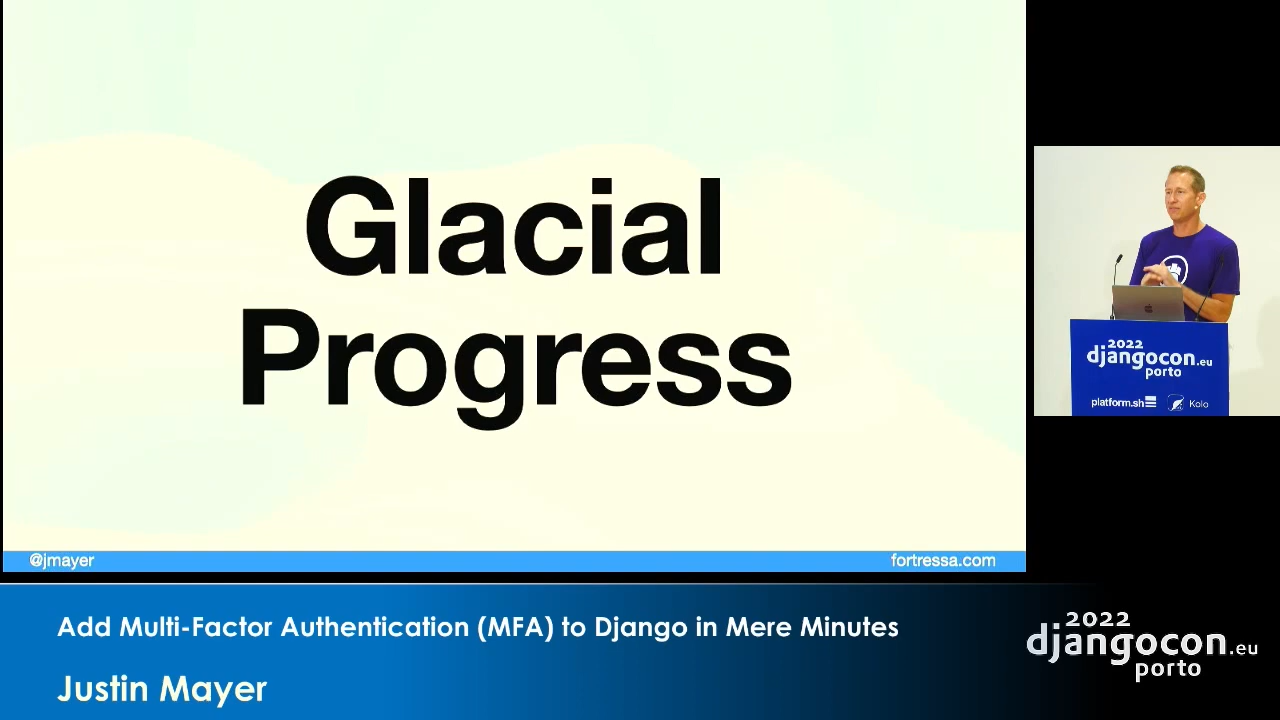 Glacial
Progress
@jmayer
fortressa.com
2022
djangocon.eu
porto
platform.sh
Kolo
Add Multi-Factor Authentication (MFA) to Django in Mere Minutes
Justin Mayer
2022
djangocon.eu
porto